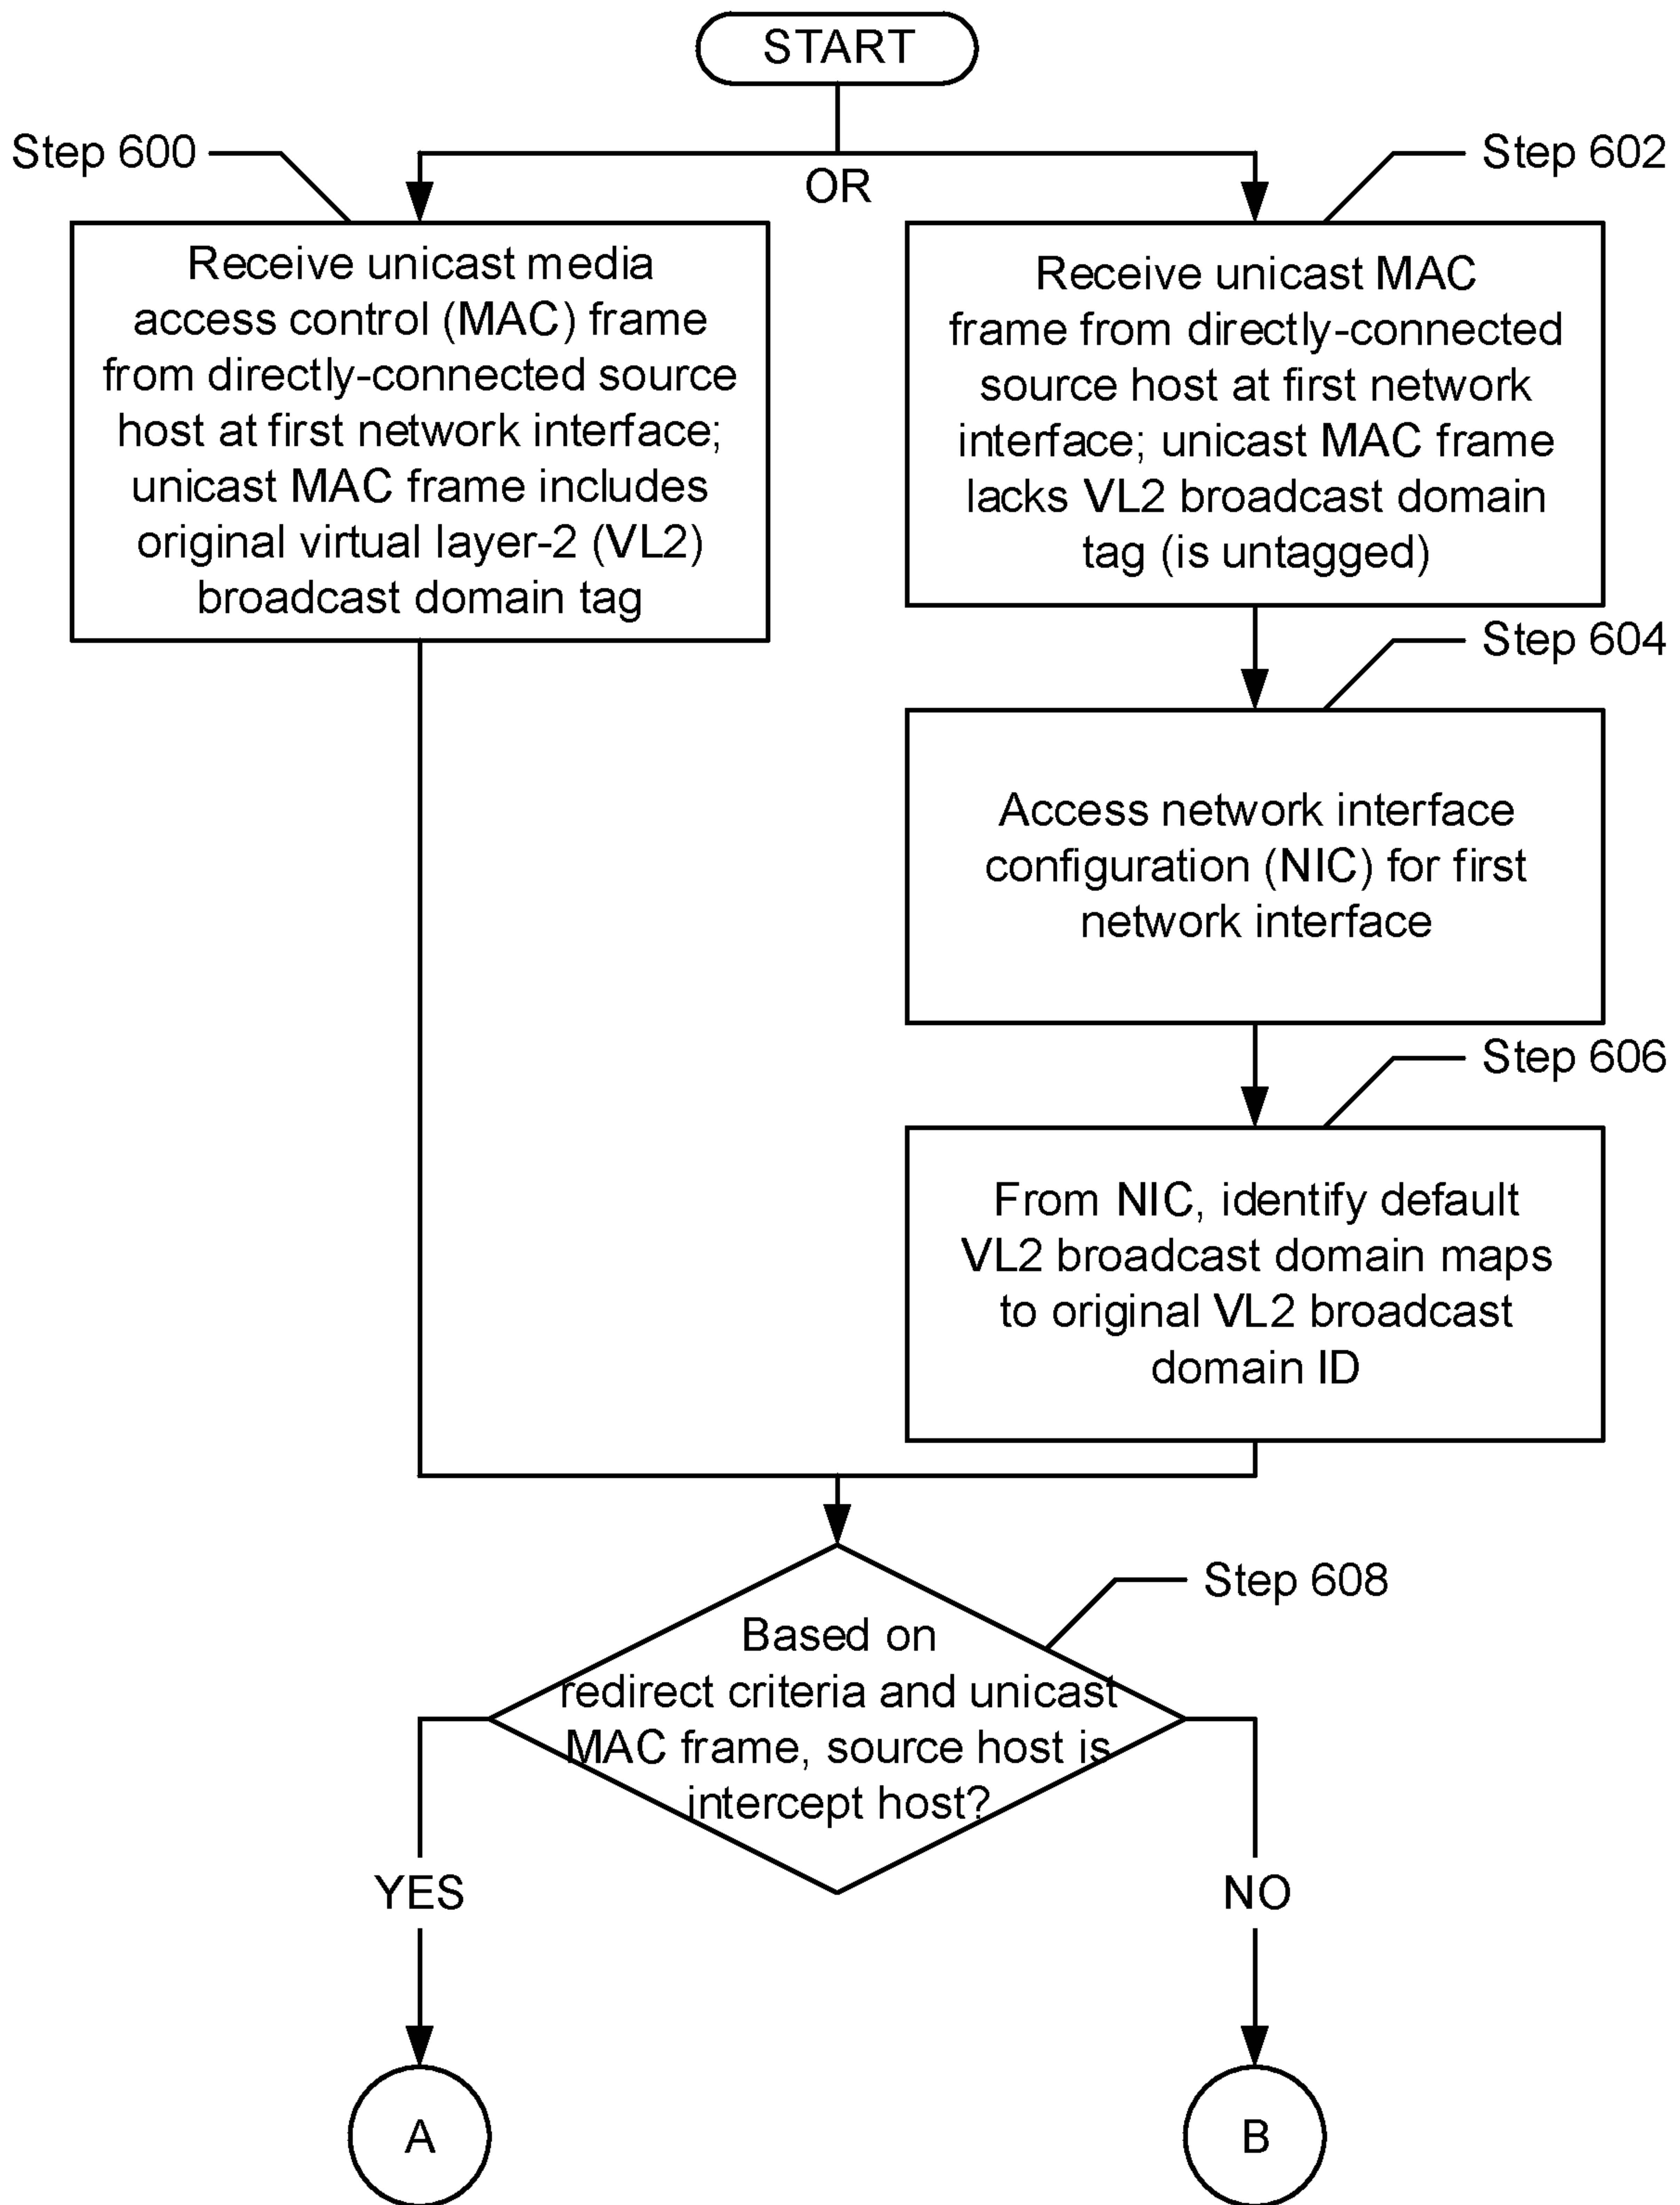 START
Step 600
OR
Step 602
Receive unicast media
access control (MAC) frame
from directly-connected source
host at first network interface;
unicast MAC frame includes
original virtual layer-2 (VL2)
broadcast domain tag
Receive unicast MAC
frame from directly-connected
source host at first network
interface; unicast MAC frame
lacks VL2 broadcast domain
tag (is untagged)
Step 604
Access network interface
configuration (NIC) for first
network interface
Step 606
From NIC, identify default
VL2 broadcast domain maps
to original VL2 broadcast
domain ID
Step 608
Based on
redirect criteria and unicast
MAC frame, source host is
intercept host?
YES
NO
A
B